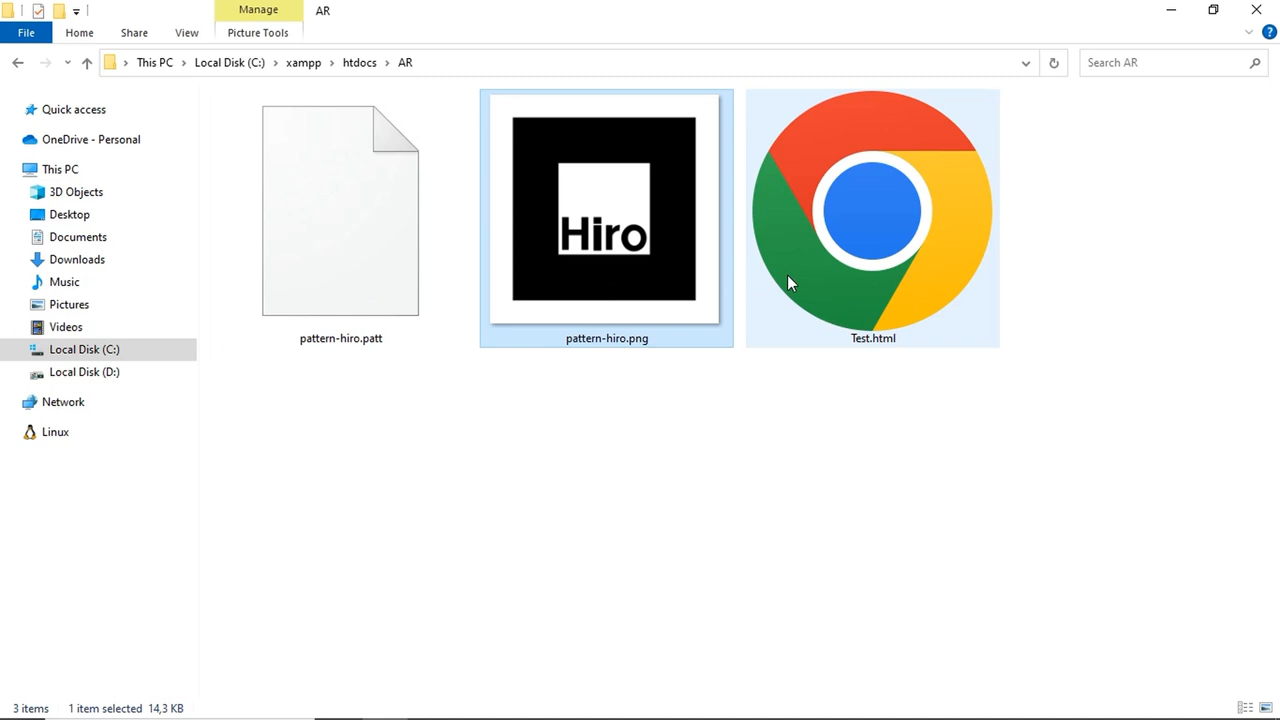 Manage
AR
File
Home
Share
View
Picture Tools
This PC
Local Disk (C:)
xampp
htdocs
AR
Search AR
Quick access
OneDrive - Personal
This PC
3D Objects
Desktop
Documents
Downloads
Music
Pictures
Videos
Local Disk (C:)
Local Disk (D:)
Network
Linux
Hiro
pattern-hiro.patt
pattern-hiro.png
Test.html
3 items
1 item selected 14,3 KB